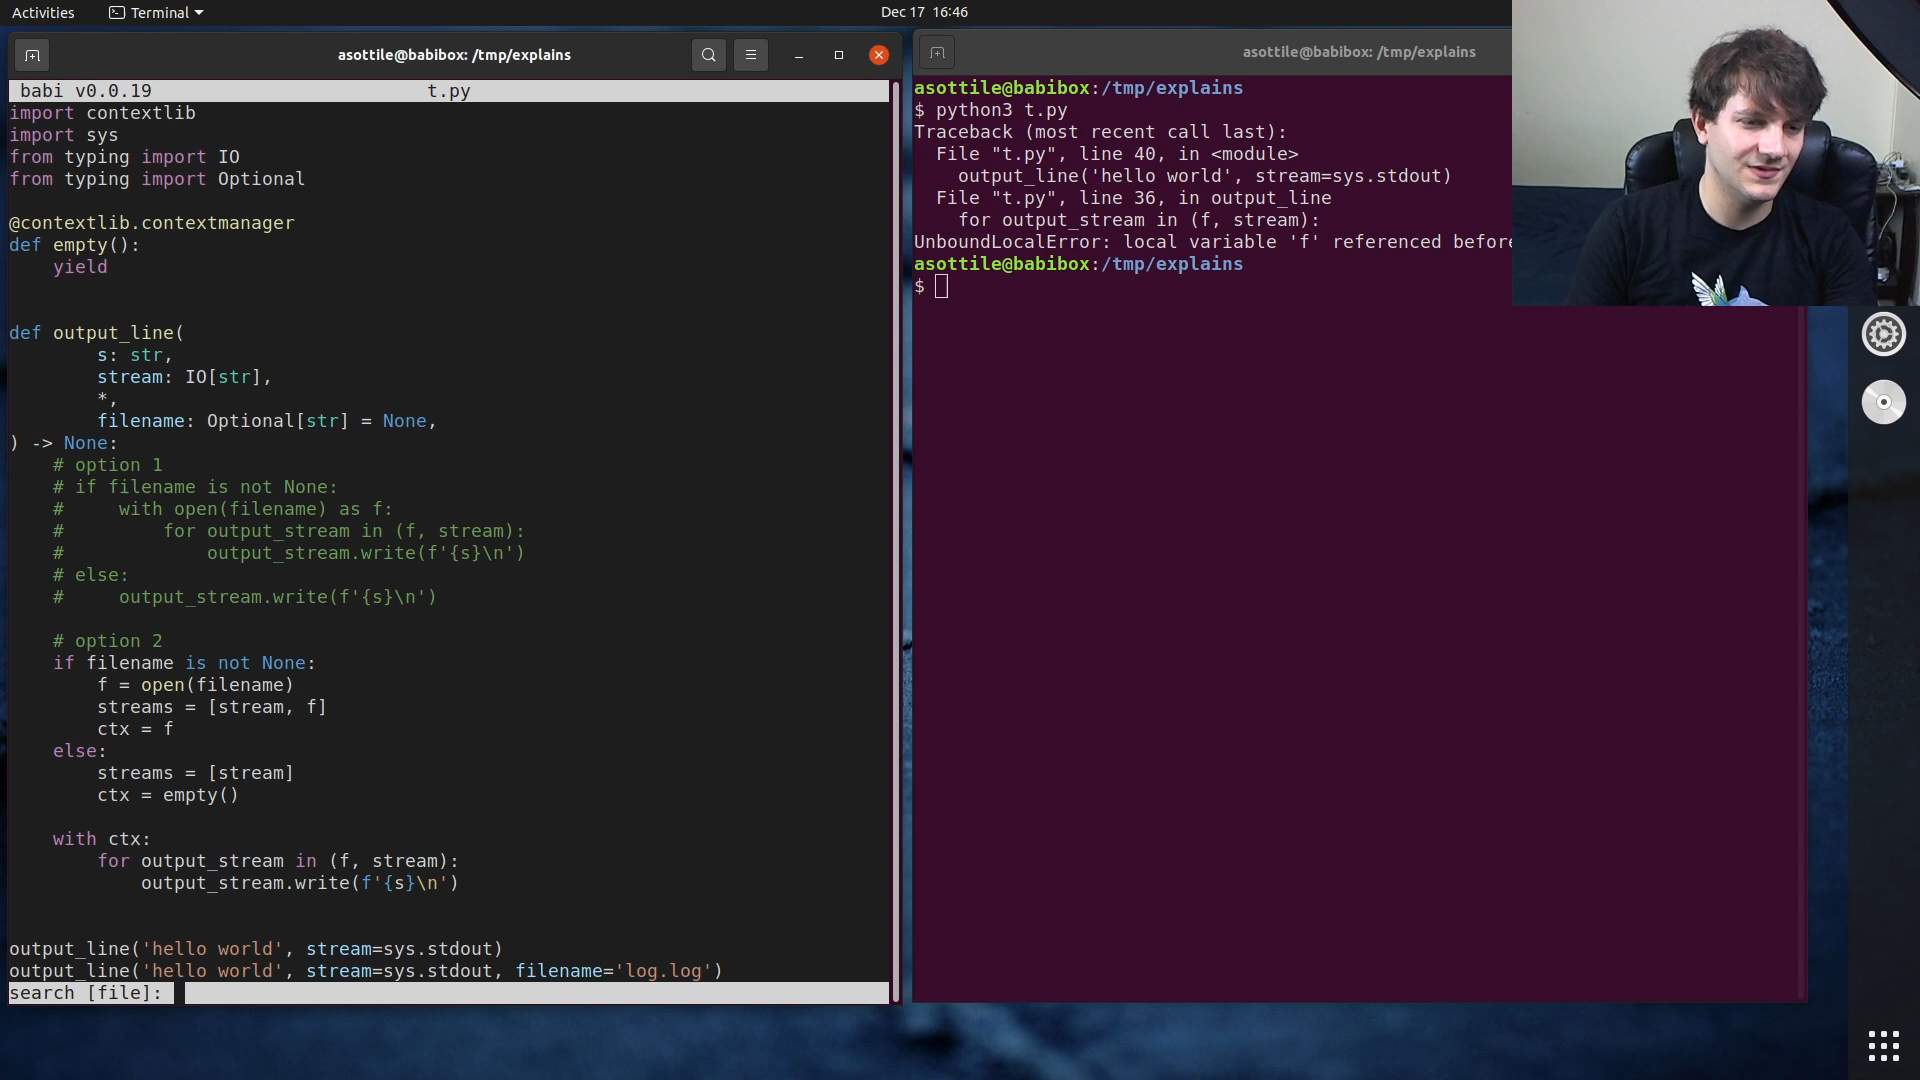 Activities
Terminal
Dec 17 16:46
asottile@babibox: /tmp/explains
babi v0.0.19 t.py
import contextlib
import sys
from typing import IO
from typing import Optional
@contextlib.contextmanager
def empty():
    yield
def output_line(
        s: str,
        stream: IO[str],
        *,
        filename: Optional[str] = None,
) -> None:
    # option 1
    # if filename is not None:
    #     with open(filename) as f:
    #         for output_stream in (f, stream):
    #             output_stream.write(f'{s}\n')
    # else:
    #     output_stream.write(f'{s}\n')
    # option 2
    if filename is not None:
        f = open(filename)
        streams = [stream, f]
        ctx = f
    else:
        streams = [stream]
        ctx = empty()
    with ctx:
        for output_stream in (f, stream):
            output_stream.write(f'{s}\n')
output_line('hello world', stream=sys.stdout)
output_line('hello world', stream=sys.stdout, filename='log.log')
search [file]:
asottile@babibox: /tmp/explains
asottile@babibox:/tmp/explains
$ python3 t.py
Traceback (most recent call last):
  File "t.py", line 40, in <module>
    output_line('hello world', stream=sys.stdout)
  File "t.py", line 36, in output_line
    for output_stream in (f, stream):
UnboundLocalError: local variable 'f' referenced before
asottile@babibox:/tmp/explains
$